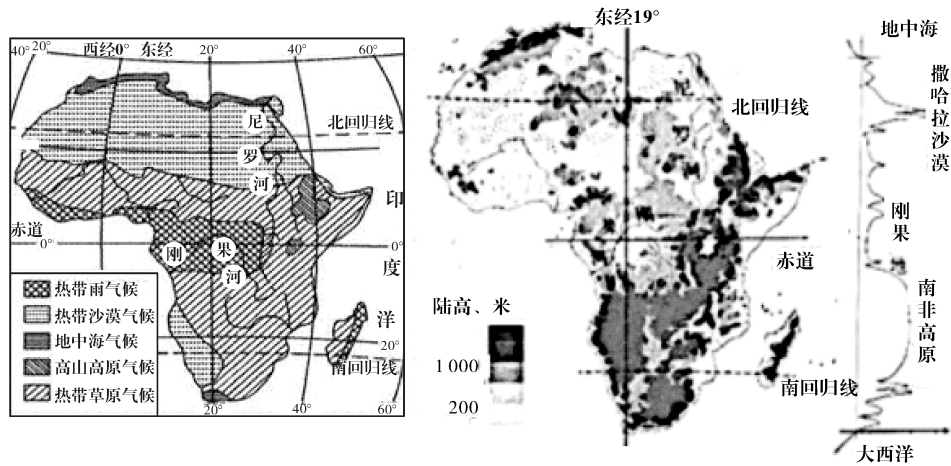 40° 20° 西经0° 东经 20° 40° 60°
尼
罗
河
北回归线
印
度
洋
赤道
0°
0°
刚
果
河
热带雨气候
热带沙漠气候
地中海气候
高山高原气候
热带草原气候
20°
南回归线
20° 40° 60°
东经19°
尼
北回归线
赤道
南回归线
陆高、米
1 000
200
地中海
撒哈拉沙漠
刚果
南非高原
大西洋